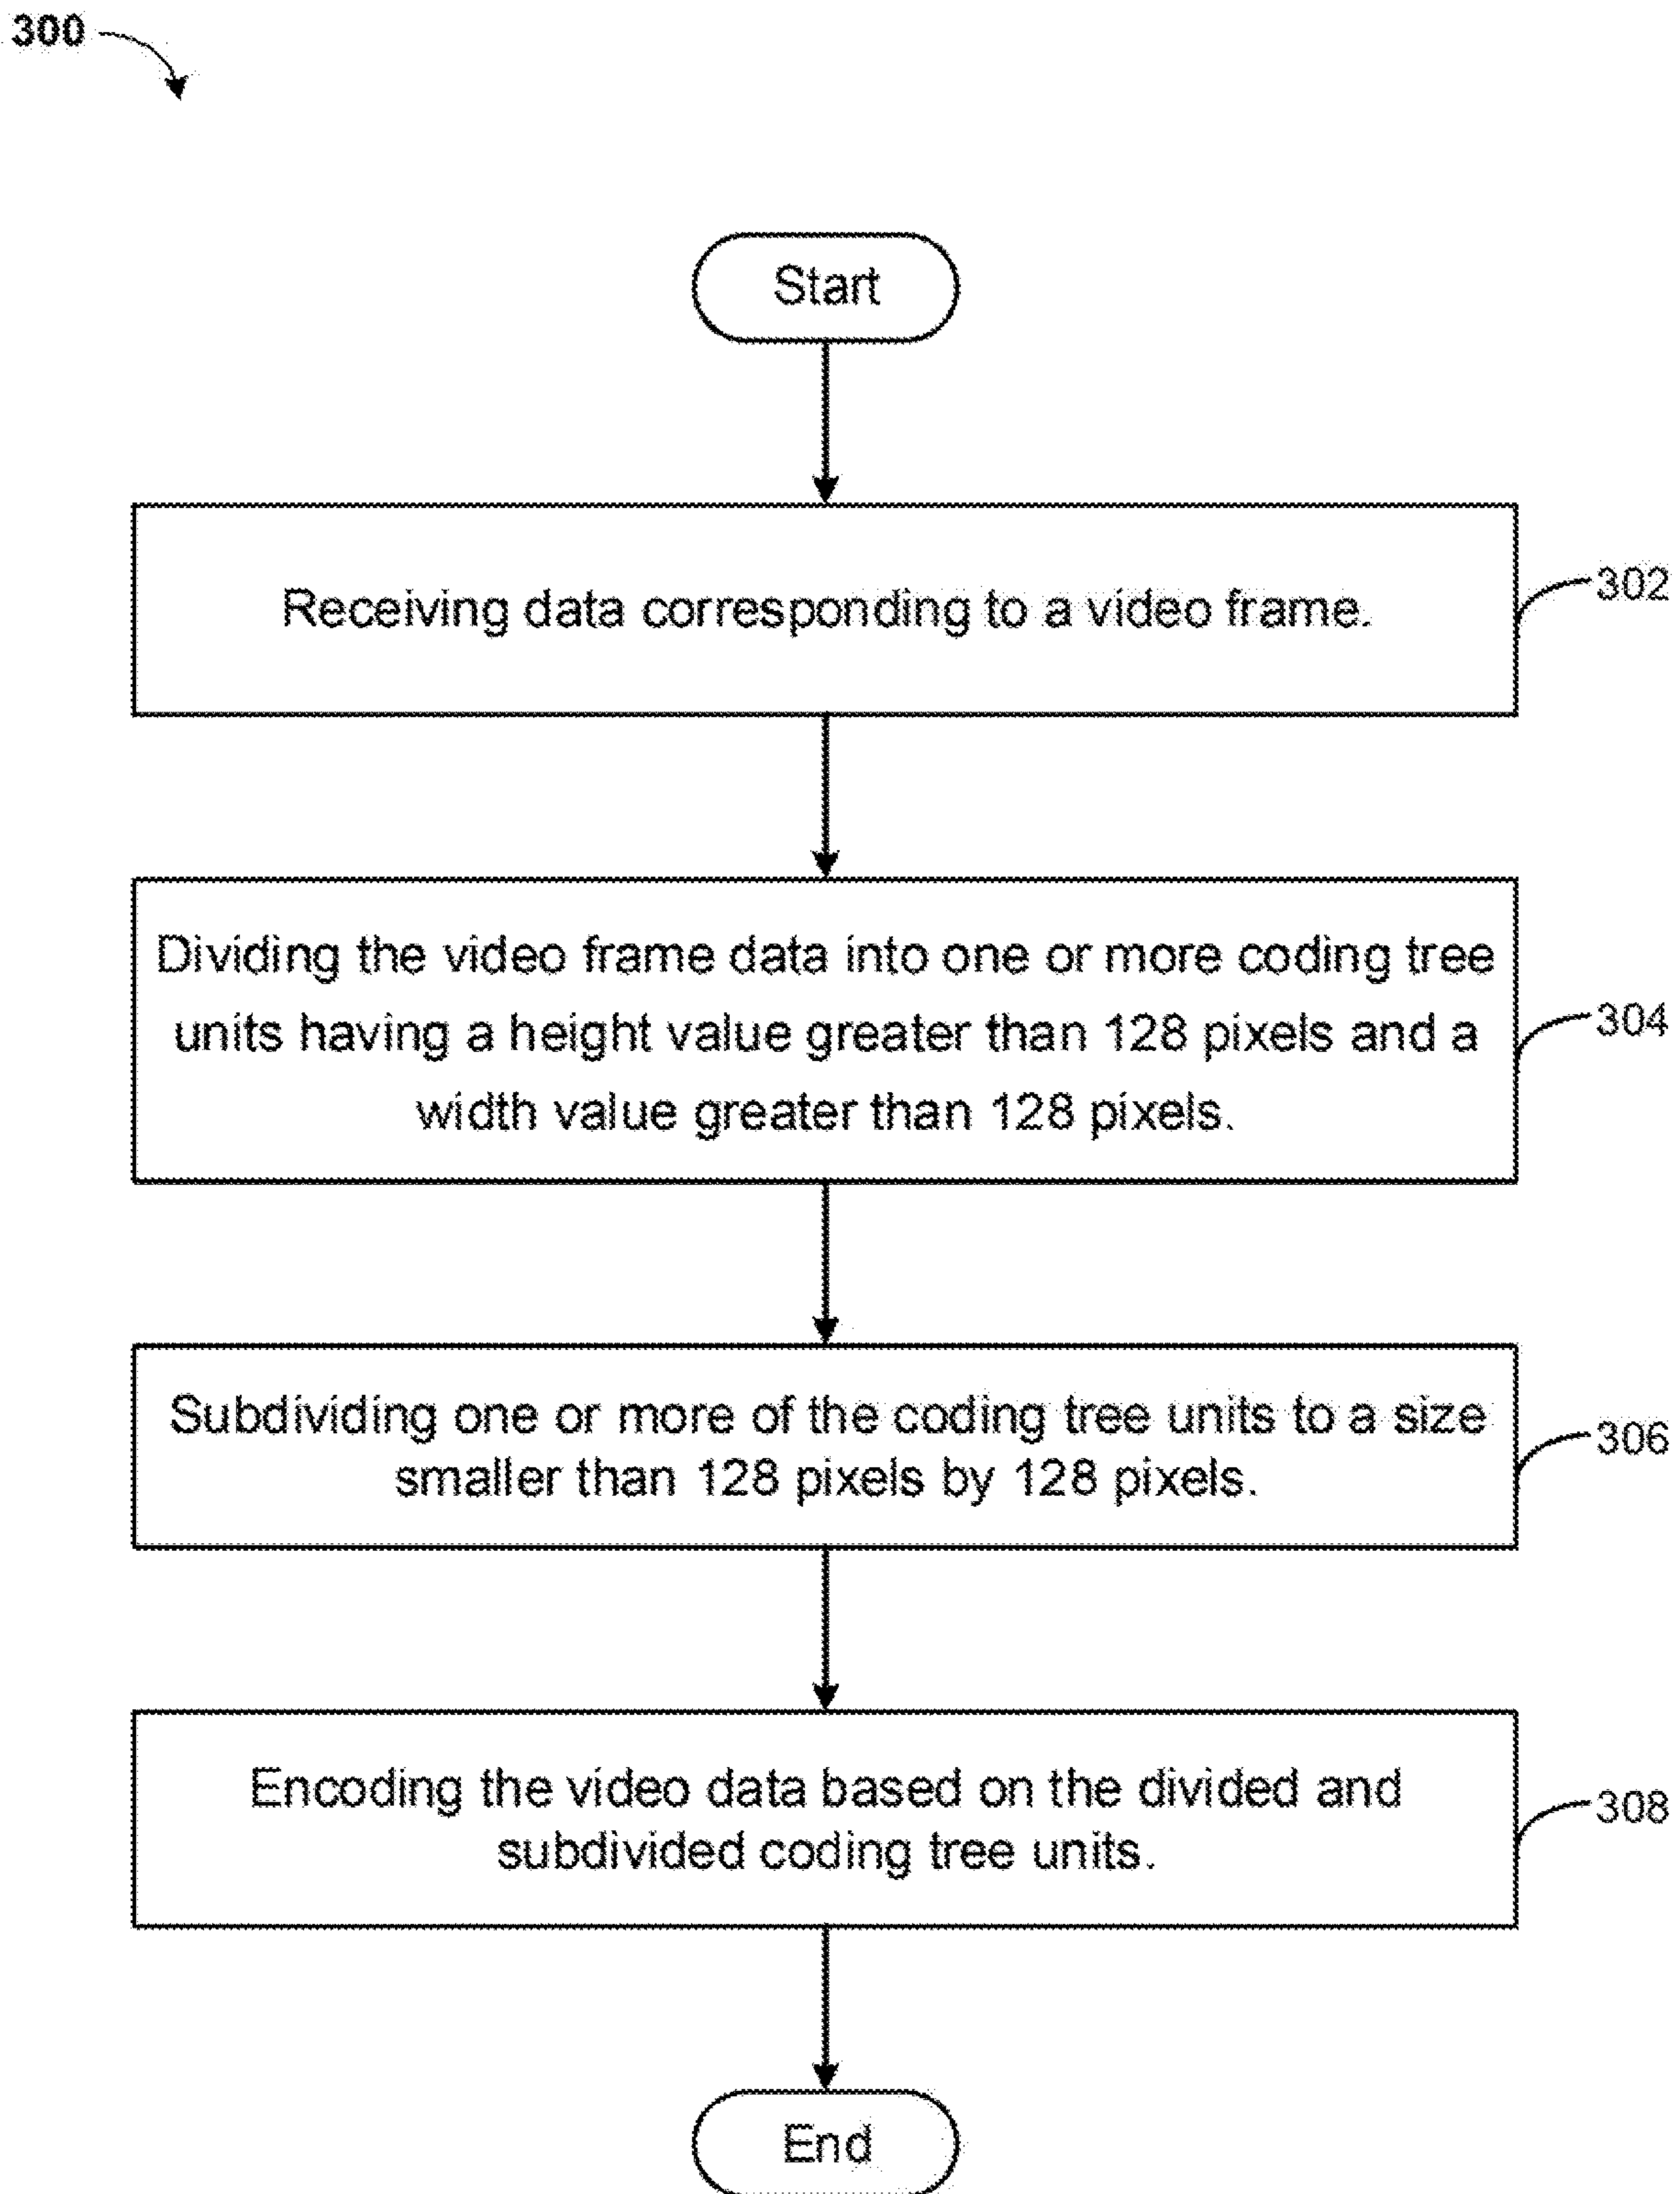 300
Start
Receiving data corresponding to a video frame.
302
Dividing the video frame data into one or more coding tree
units having a height value greater than 128 pixels and a
width value greater than 128 pixels.
304
Subdividing one or more of the coding tree units to a size
smaller than 128 pixels by 128 pixels.
306
Encoding the video data based on the divided and
subdivided coding tree units.
308
End